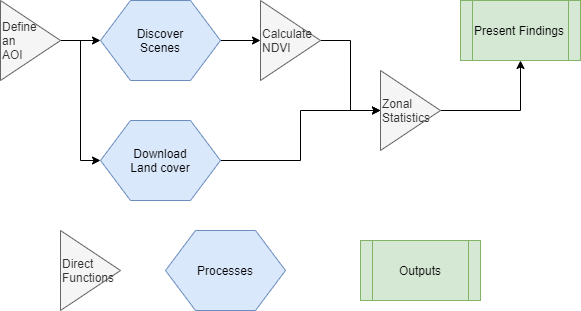 Define
an
AOI
Discover
Scenes
Calculate
NDVI
Present Findings
Zonal
Statistics
Download
Land cover
Direct
Functions
Processes
Outputs